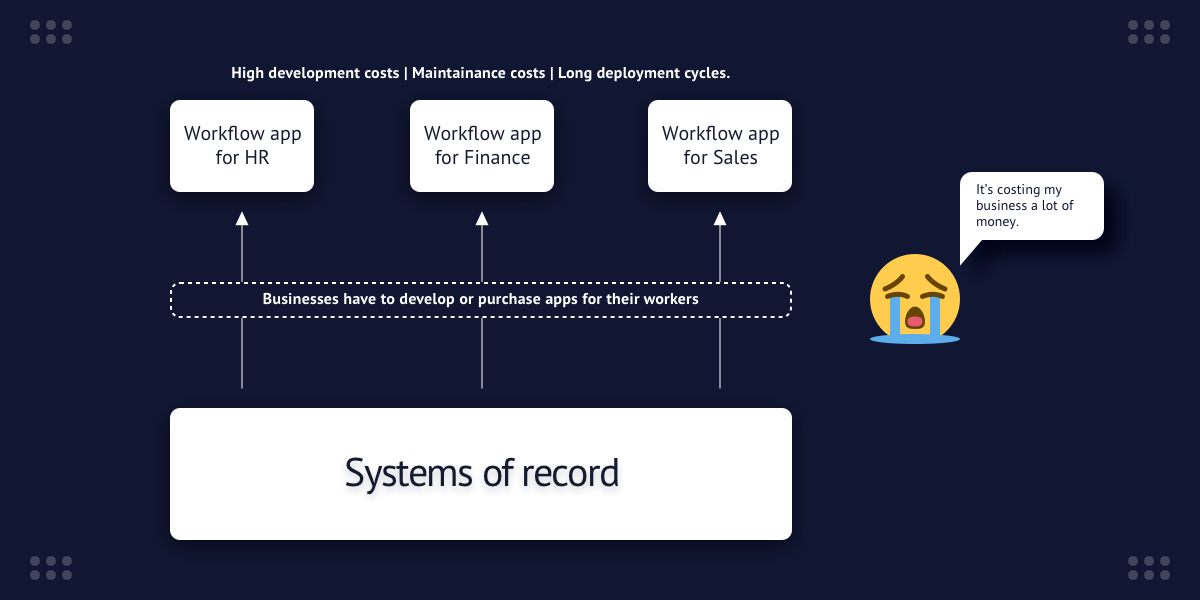 High development costs | Maintainance costs | Long deployment cycles.
Workflow app
for HR
Workflow app
for Finance
Workflow app
for Sales
It's costing my
business a lot of
money.
Businesses have to develop or purchase apps for their workers
Systems of record